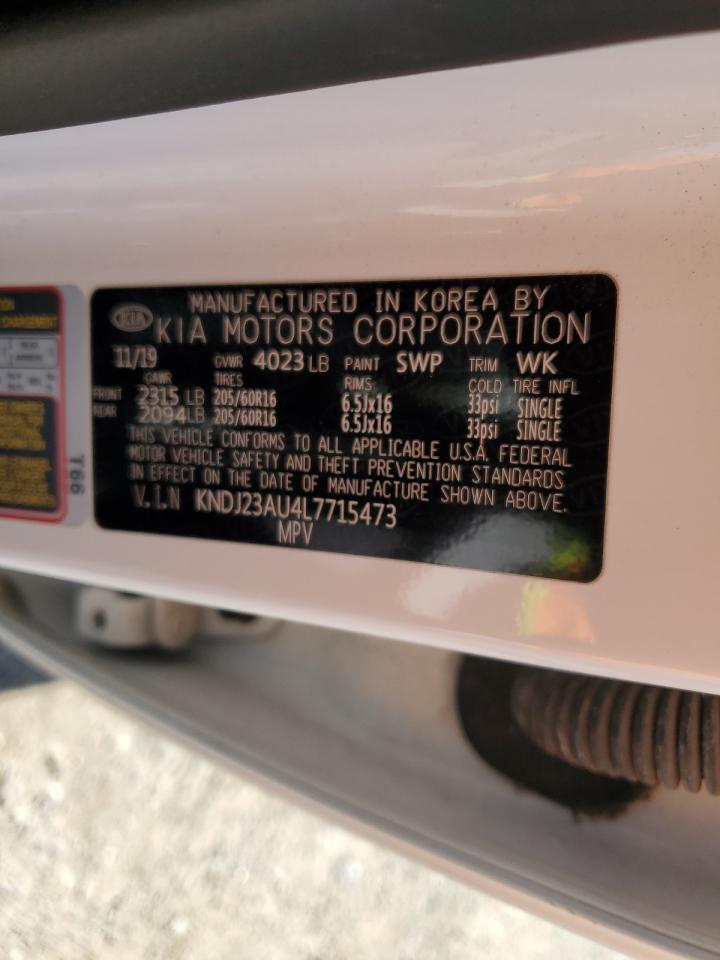 MANUFACTURED IN KOREA BY
KIA KIA MOTORS CORPORATION
11/19 GVWR 4023 LB PAINT SWP TRIM WK
GAWR TIRES RIMS COLD TIRE INFL
FRONT 2315 LB 205/60R16 6.5Jx16 33psi SINGLE
REAR 2094 LB 205/60R16 6.5Jx16 33psi SINGLE
THIS VEHICLE CONFORMS TO ALL APPLICABLE U.S.A. FEDERAL
MOTOR VEHICLE SAFETY AND THEFT PREVENTION STANDARDS
IN EFFECT ON THE DATE OF MANUFACTURE SHOWN ABOVE.
V.I.N KNDJ23AU4L7715473
MPV
T66